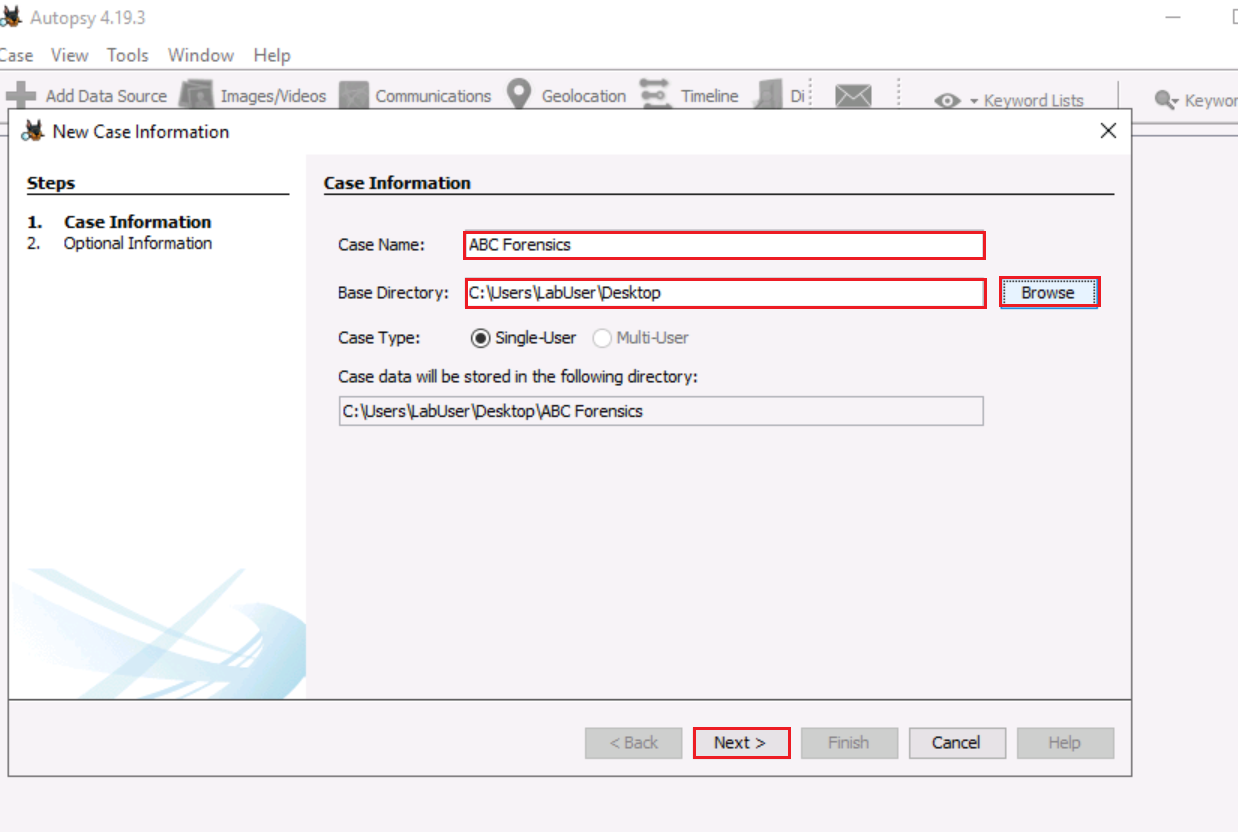 Autopsy 4.19.3
Case View Tools Window Help
Add Data Source Images/Videos Communications Geolocation Timeline Di Keyword Lists Keywor
New Case Information
Steps
Case Information
1. Case Information
2. Optional Information
Case Name: ABC Forensics
Base Directory: C:\Users\LabUser\Desktop Browse
Case Type: Single-User Multi-User
Case data will be stored in the following directory:
C:\Users\LabUser\Desktop\ABC Forensics
< Back Next > Finish Cancel Help